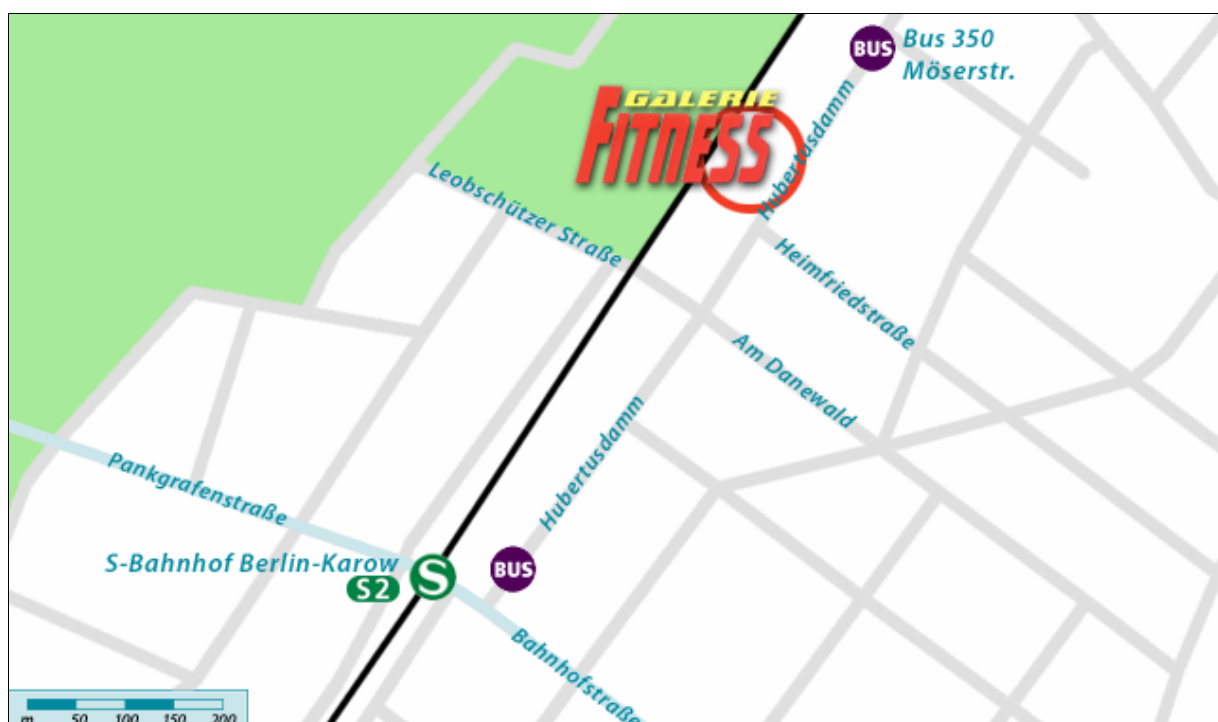 BUS
Bus 350
Möserstr.
GALERIE
FITNESS
Hubertusdamm
Leobschützer Straße
Heimfriedstraße
Am Danewald
Hubertusdamm
Pankgrafenstraße
S-Bahnhof Berlin-Karow
S2
S
BUS
Bahnhofstraße
m 50 100 150 200